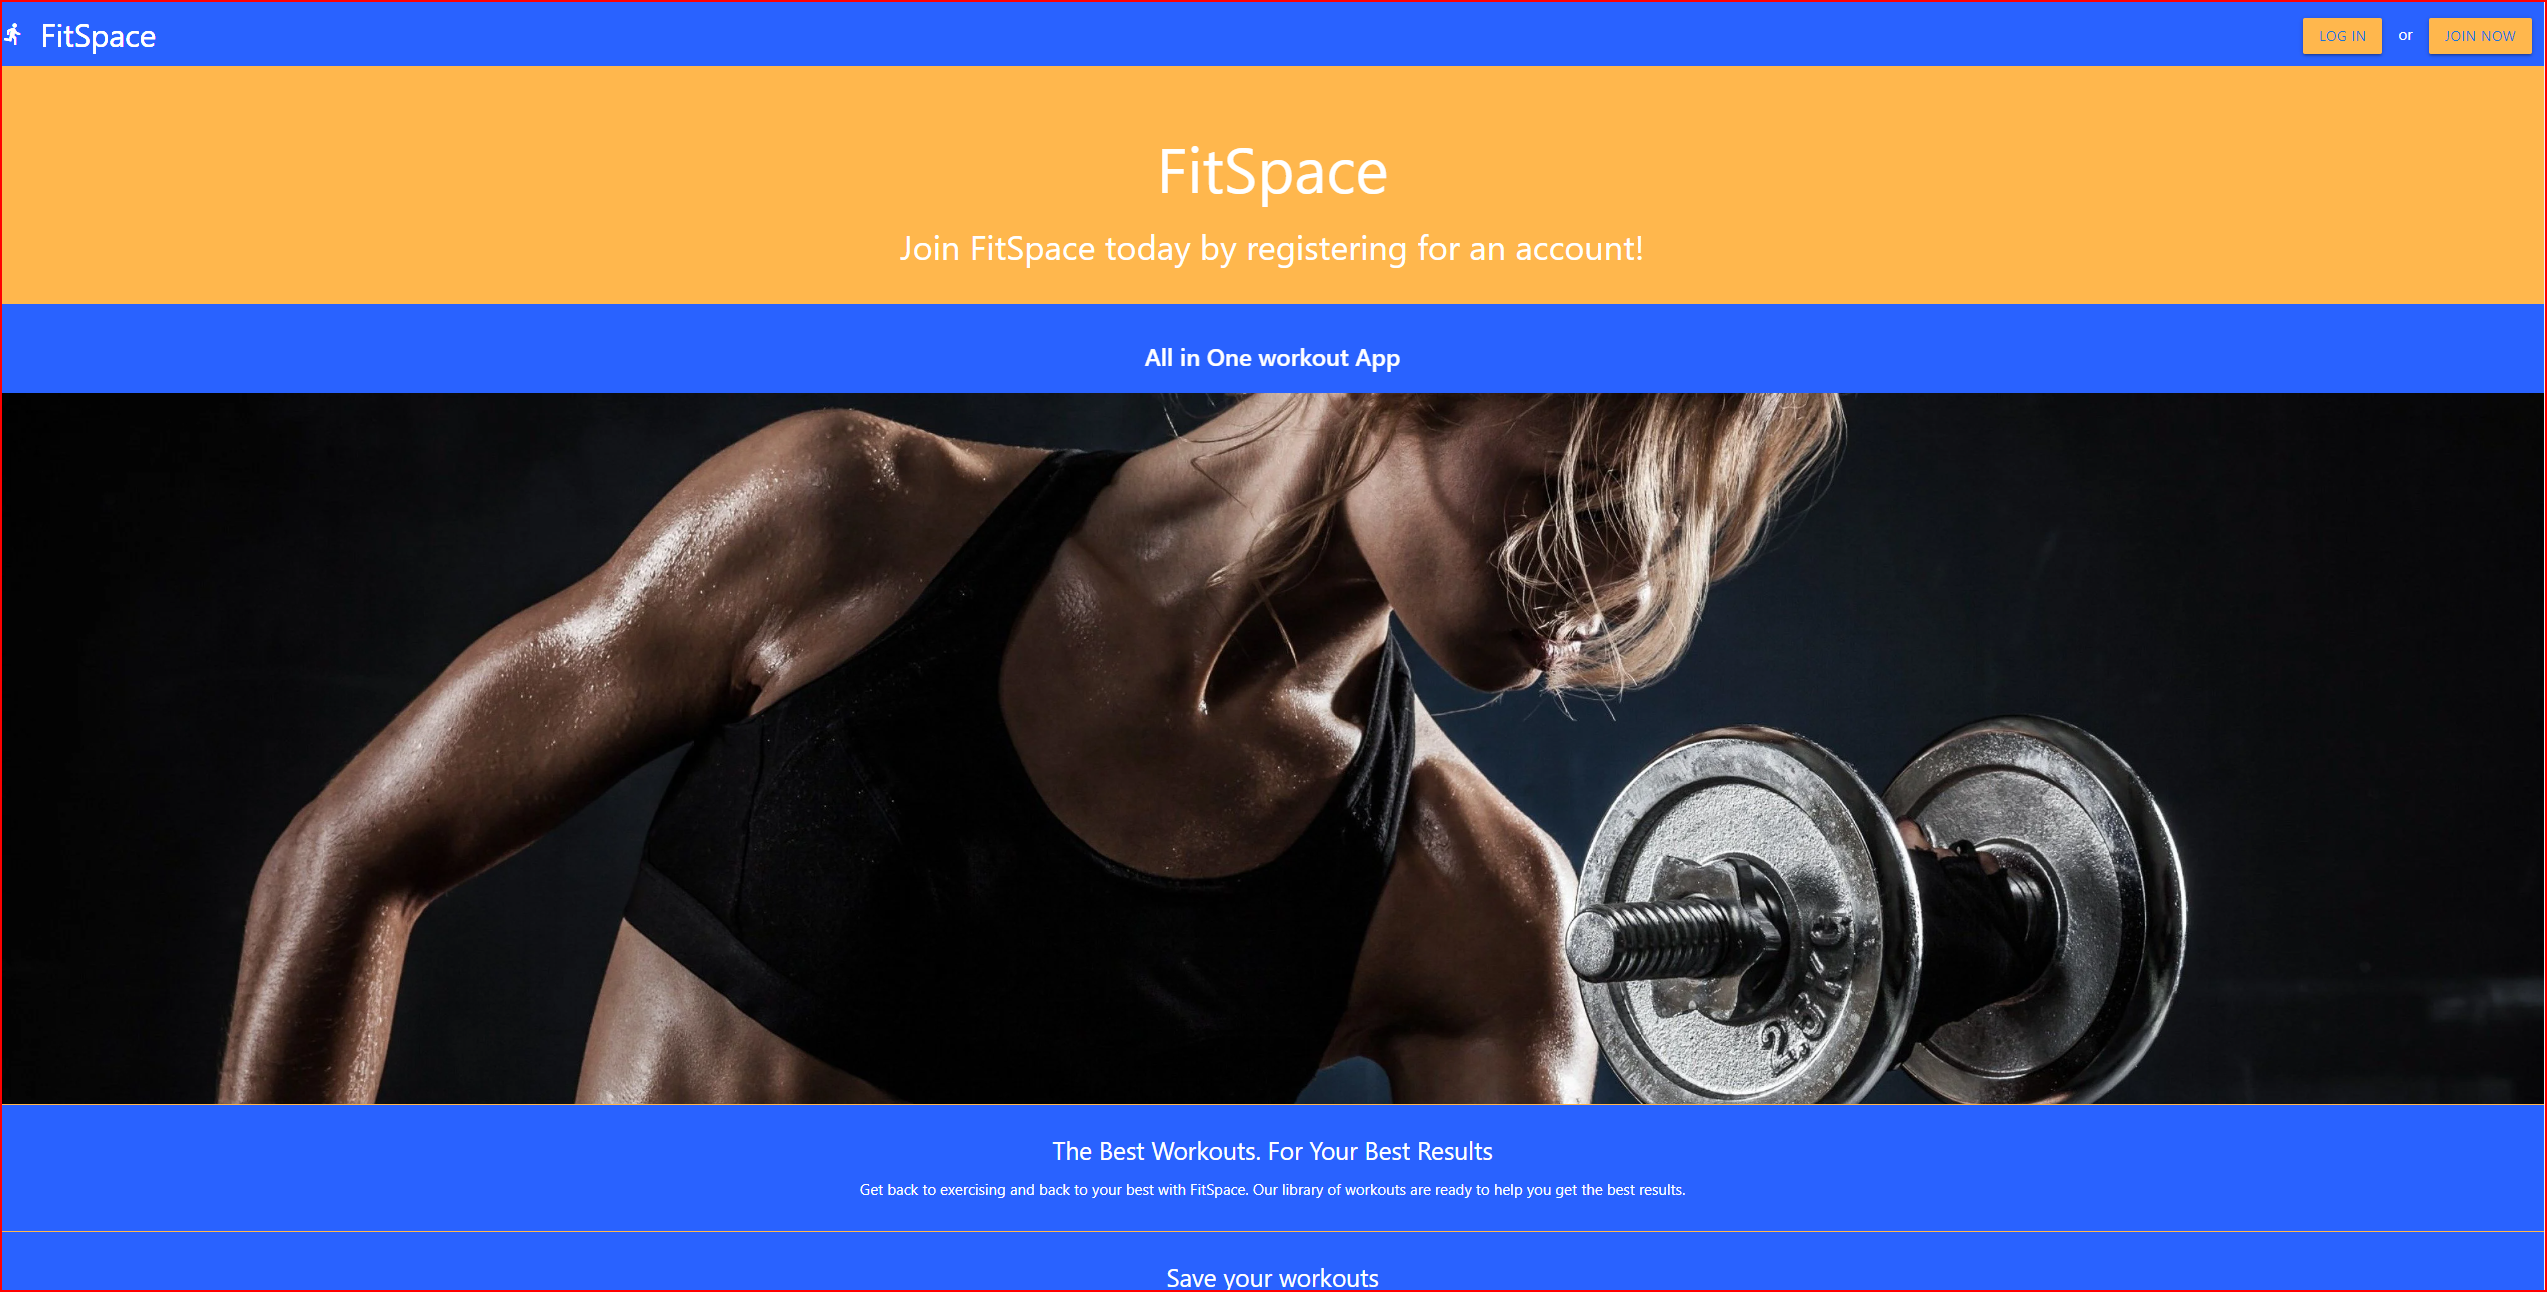 FitSpace
LOG IN
or
JOIN NOW
FitSpace
Join FitSpace today by registering for an account!
All in One workout App
2.5KG
The Best Workouts. For Your Best Results
Get back to exercising and back to your best with FitSpace. Our library of workouts are ready to help you get the best results.
Save your workouts